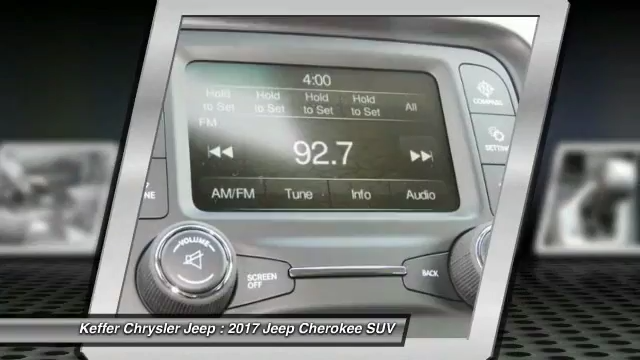 4:00
Hold Hold Hold Hold All
to Set to Set to Set to Set
FM
92.7
AM/FM Tune Info Audio
COMPASS
VOLUME
SCREEN
OFF
BACK
Keffer Chrysler Jeep : 2017 Jeep Cherokee SUV